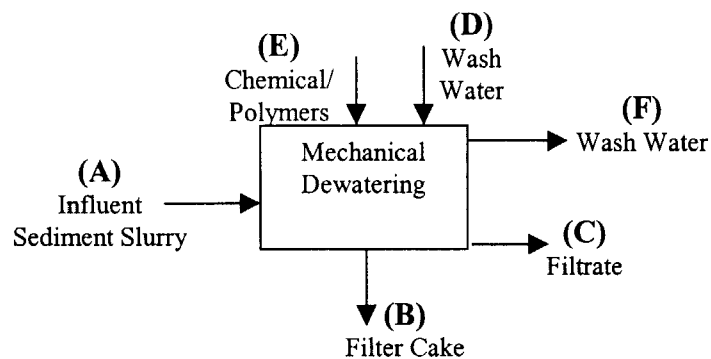 (D)
Wash
Water
(E)
Chemical/
Polymers
(F)
Wash Water
Mechanical
Dewatering
(A)
Influent
Sediment Slurry
(C)
Filtrate
(B)
Filter Cake